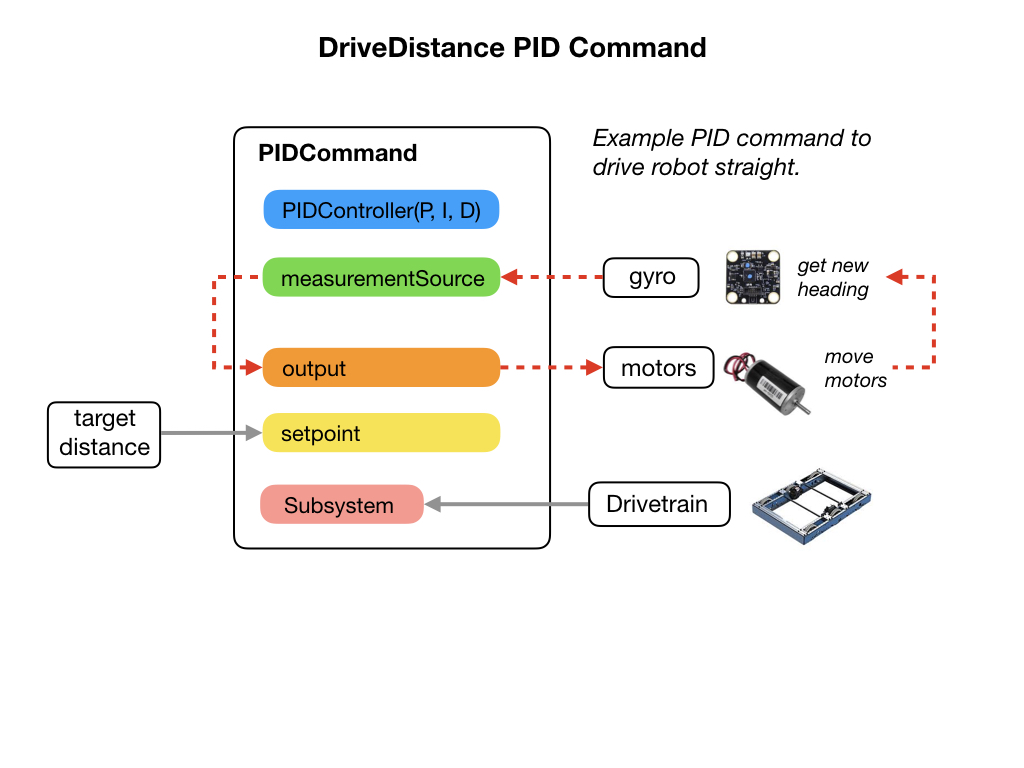 DriveDistance PID Command
PIDCommand
Example PID command to
drive robot straight.
PIDController(P, I, D)
measurementSource
gyro
get new
heading
output
motors
move
motors
target
distance
setpoint
Subsystem
Drivetrain